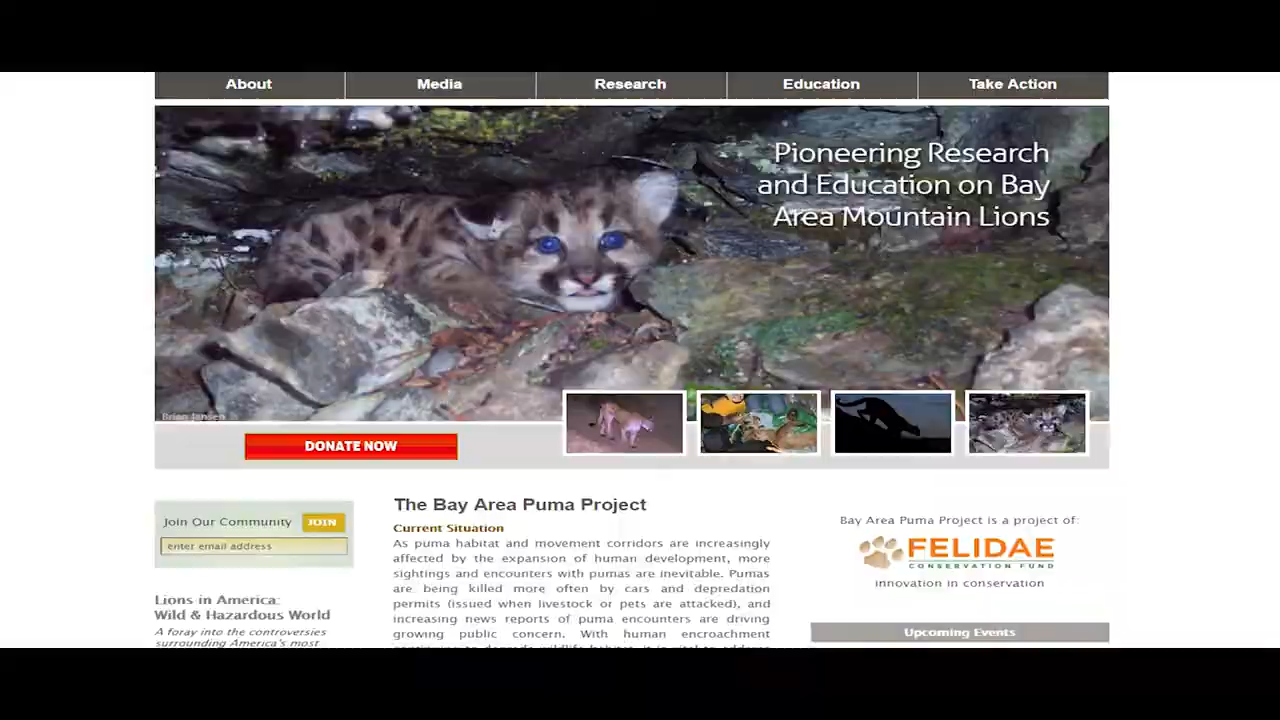 About
Media
Research
Education
Take Action
Pioneering Research
and Education on Bay
Area Mountain Lions
Brian Jansen
DONATE NOW
Join Our Community
JOIN
enter email address
Lions in America:
Wild & Hazardous World
A foray into the controversies
surrounding America's most
The Bay Area Puma Project
Current Situation
As puma habitat and movement corridors are increasingly
affected by the expansion of human development, more
sightings and encounters with pumas are inevitable. Pumas
are being killed more often by cars and depredation
permits (issued when livestock or pets are attacked), and
increasing news reports of puma encounters are driving
growing public concern. With human encroachment
Bay Area Puma Project is a project of:
FELIDAE
CONSERVATION FUND
innovation in conservation
Upcoming Events